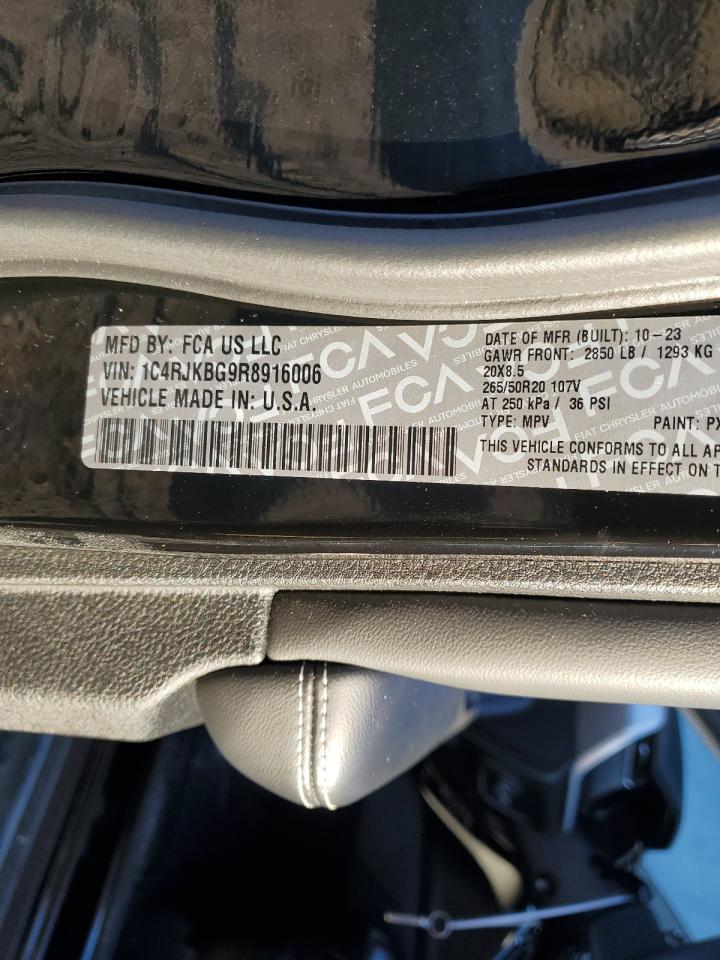 MFD BY: FCA US LLC
VIN: 1C4RJKBG9R8916006
VEHICLE MADE IN: U.S.A.
DATE OF MFR (BUILT): 10-23
GAWR FRONT: 2850 LB / 1293 KG
20X8.5
265/50R20 107V
AT 250 kPa / 36 PSI
TYPE: MPV PAINT: PX
THIS VEHICLE CONFORMS TO ALL AP
STANDARDS IN EFFECT ON T